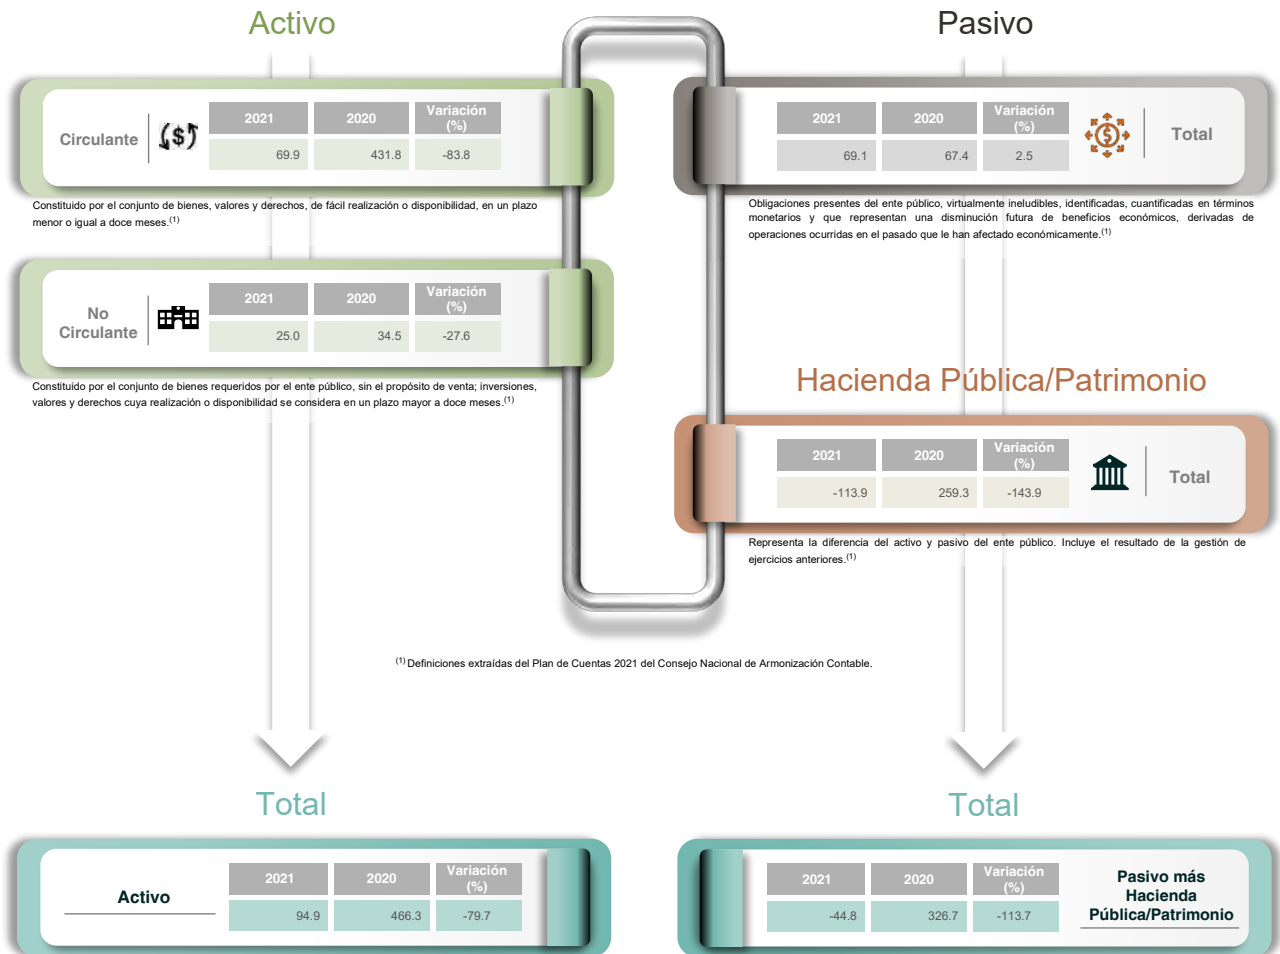 Activo
Circulante
2021 2020 Variación (%)
69.9 431.8 -83.8
Constituido por el conjunto de bienes, valores y derechos, de fácil realización o disponibilidad, en un plazo
menor o igual a doce meses.(1)
No
Circulante
2021 2020 Variación (%)
25.0 34.5 -27.6
Constituido por el conjunto de bienes requeridos por el ente público, sin el propósito de venta; inversiones,
valores y derechos cuya realización o disponibilidad se considera en un plazo mayor a doce meses.(1)
Pasivo
2021 2020 Variación (%)
69.1 67.4 2.5
Total
Obligaciones presentes del ente público, virtualmente ineludibles, identificadas, cuantificadas en términos
monetarios y que representan una disminución futura de beneficios económicos, derivadas de
operaciones ocurridas en el pasado que le han afectado económicamente.(1)
Hacienda Pública/Patrimonio
2021 2020 Variación (%)
-113.9 259.3 -143.9
Total
Representa la diferencia del activo y pasivo del ente público. Incluye el resultado de la gestión de
ejercicios anteriores.(1)
(1) Definiciones extraídas del Plan de Cuentas 2021 del Consejo Nacional de Armonización Contable.
Total
Activo
2021 2020 Variación (%)
94.9 466.3 -79.7
Total
2021 2020 Variación (%)
-44.8 326.7 -113.7
Pasivo más
Hacienda
Pública/Patrimonio